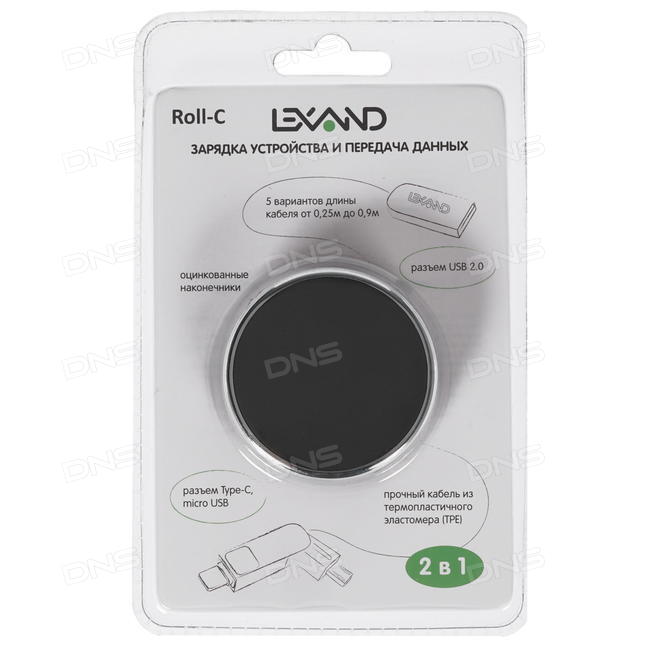 Roll-C
LEXAND
ЗАРЯДКА УСТРОЙСТВА И ПЕРЕДАЧА ДАННЫХ
5 вариантов длины
кабеля от 0,25м до 0,9м
LEXAND
разъем USB 2.0
оцинкованные
наконечники
DNS
разъем Type-C,
micro USB
прочный кабель из
термопластичного
эластомера (TPE)
2 в 1